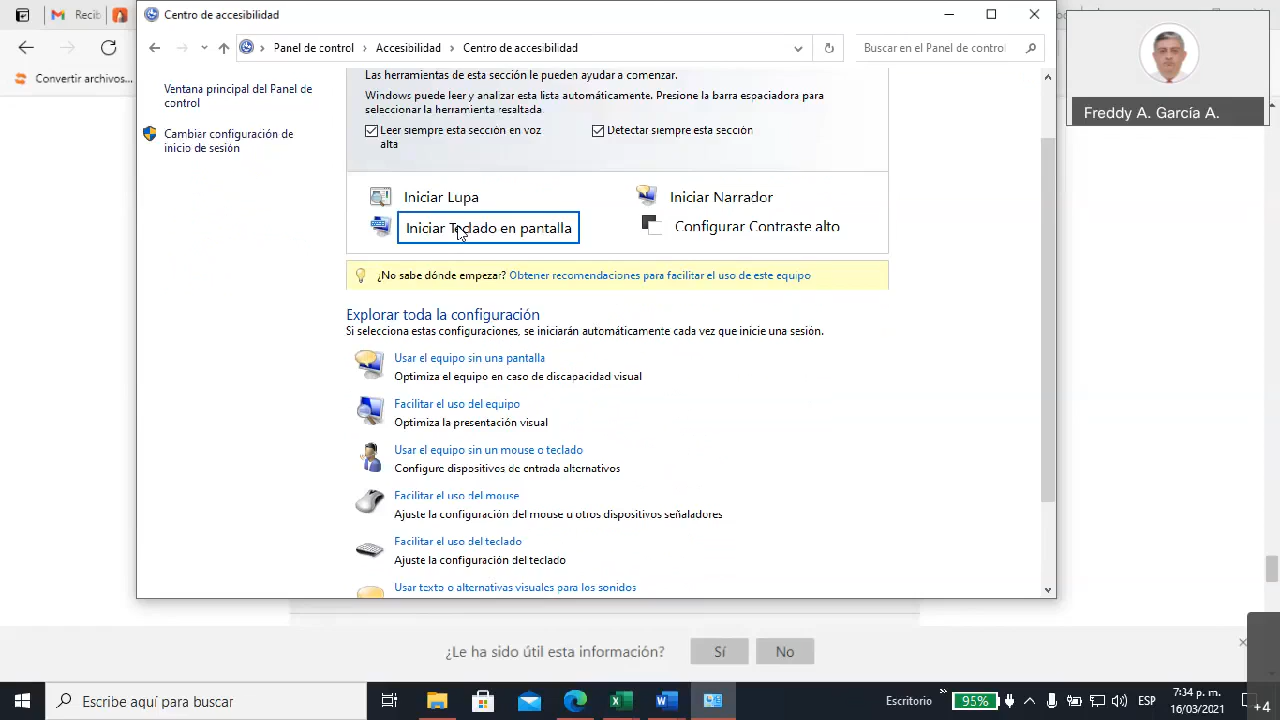 Recib
Centro de accesibilidad
Panel de control
Accesibilidad
Centro de accesibilidad
Buscar en el Panel de control
Convertir archivos...
Ventana principal del Panel de
control
Cambiar configuración de
inicio de sesión
Las herramientas de esta sección le pueden ayudar a comenzar.
Windows puede leer y analizar esta lista automáticamente. Presione la barra espaciadora para
seleccionar la herramienta resaltada.
Leer siempre esta sección en voz
alta
Detectar siempre esta sección
Iniciar Lupa
Iniciar Narrador
Iniciar Teclado en pantalla
Configurar Contraste alto
¿No sabe dónde empezar? Obtener recomendaciones para facilitar el uso de este equipo
Explorar toda la configuración
Si selecciona estas configuraciones, se iniciarán automáticamente cada vez que inicie una sesión.
Usar el equipo sin una pantalla
Optimiza el equipo en caso de discapacidad visual
Facilitar el uso del equipo
Optimiza la presentación visual
Usar el equipo sin un mouse o teclado
Configure dispositivos de entrada alternativos
Facilitar el uso del mouse
Ajuste la configuración del mouse u otros dispositivos señaladores
Facilitar el uso del teclado
Ajuste la configuración del teclado
Usar texto o alternativas visuales para los sonidos
Freddy A. García A.
¿Le ha sido útil esta información?
Sí
No
Escribe aquí para buscar
Escritorio
95%
ESP
7:34 p. m.
16/03/2021
+4